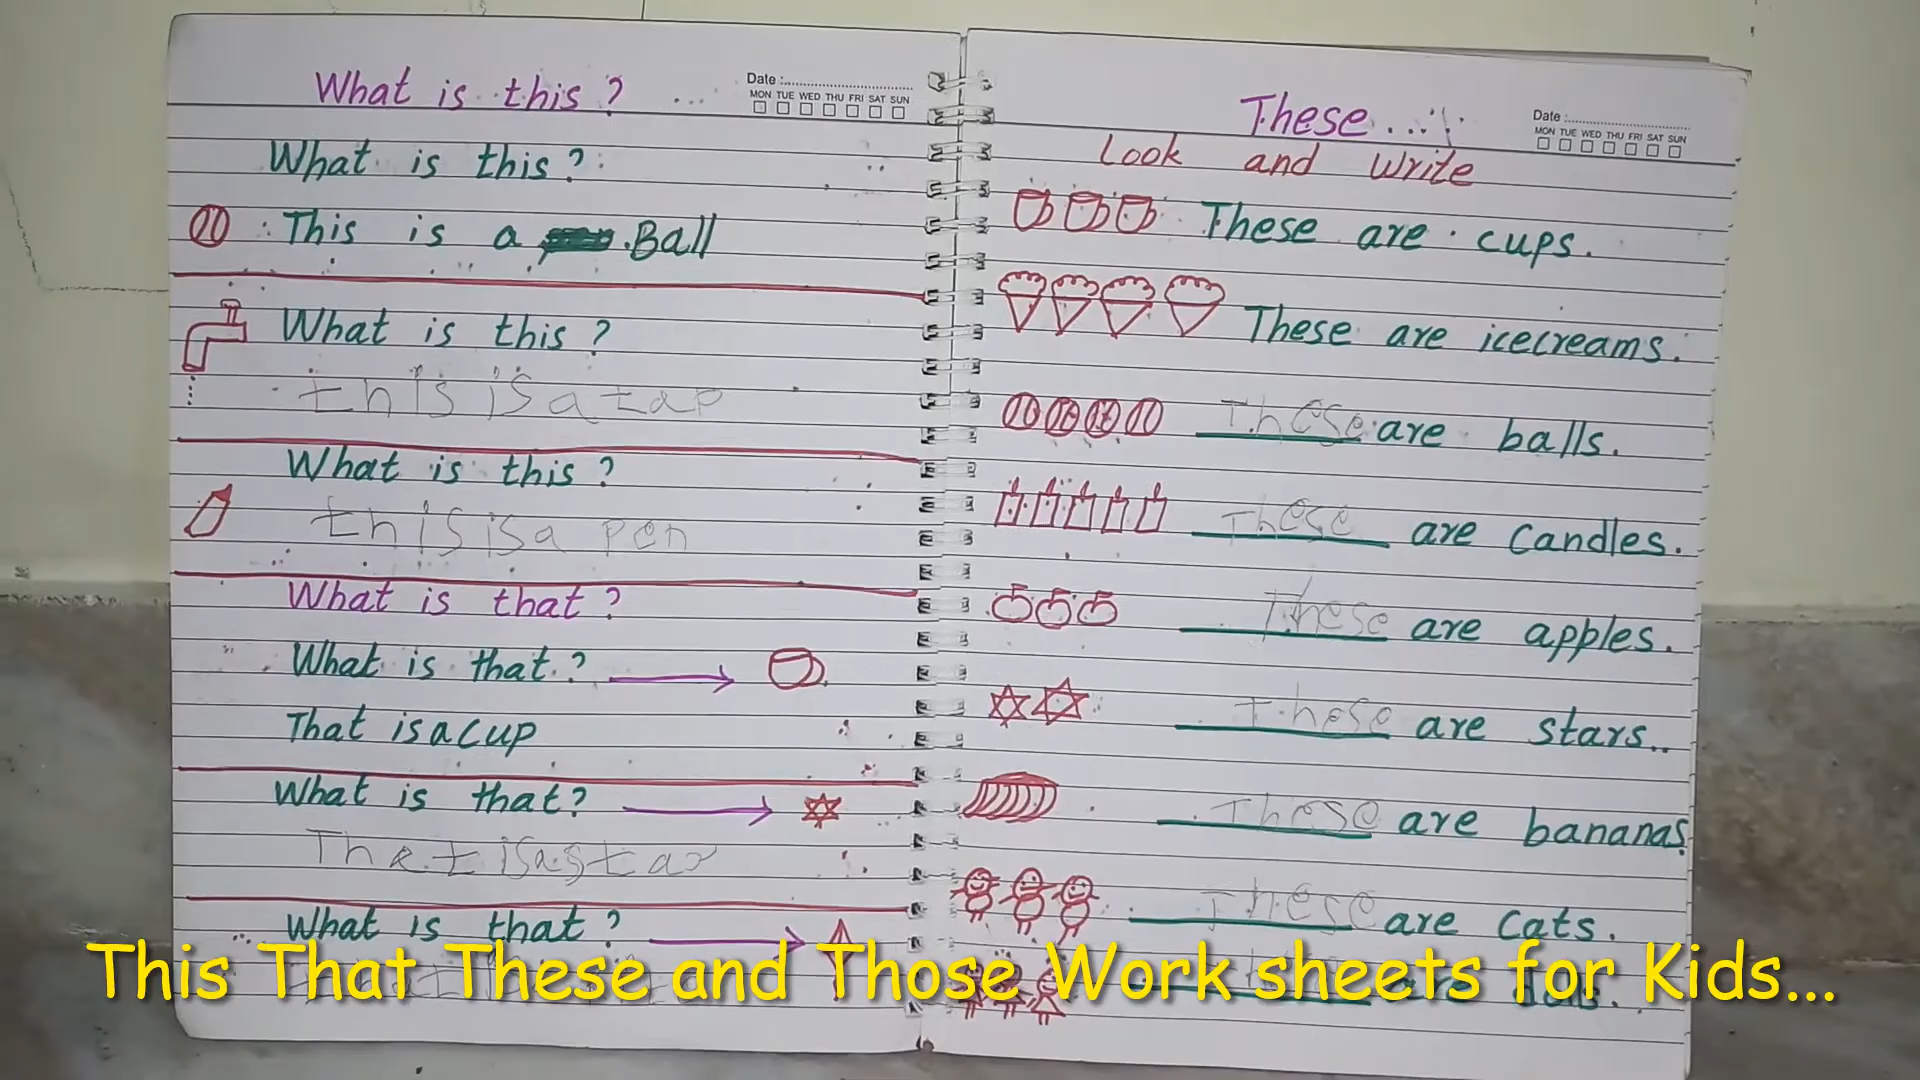 What is this?
Date :
MON TUE WED THU FRI SAT SUN
What is this?
This is a Ball
What is this?
this is a tap
What is this?
this is a pen
What is that?
What is that?
That is a cup
What is that?
That is a star
What is that?
These
Date :
MON TUE WED THU FRI SAT SUN
Look and Write
These are cups.
These are icecreams.
These are balls.
These are candles.
These are apples.
These are stars..
These are bananas.
These are cats.
This That These and Those Work sheets for Kids...